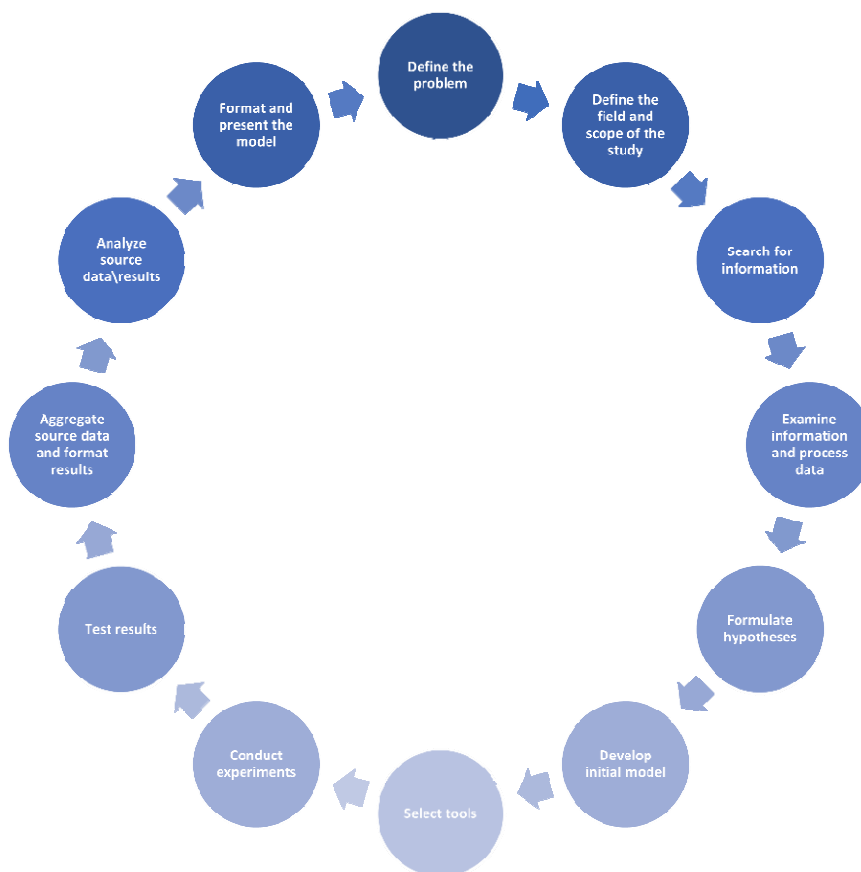 Define the
problem
Define the
field and
scope of the
study
Search for
information
Examine
information
and process
data
Formulate
hypotheses
Develop
initial model
Select tools
Conduct
experiments
Test results
Aggregate
source data
and format
results
Analyze
source
data\results
Format and
present the
model